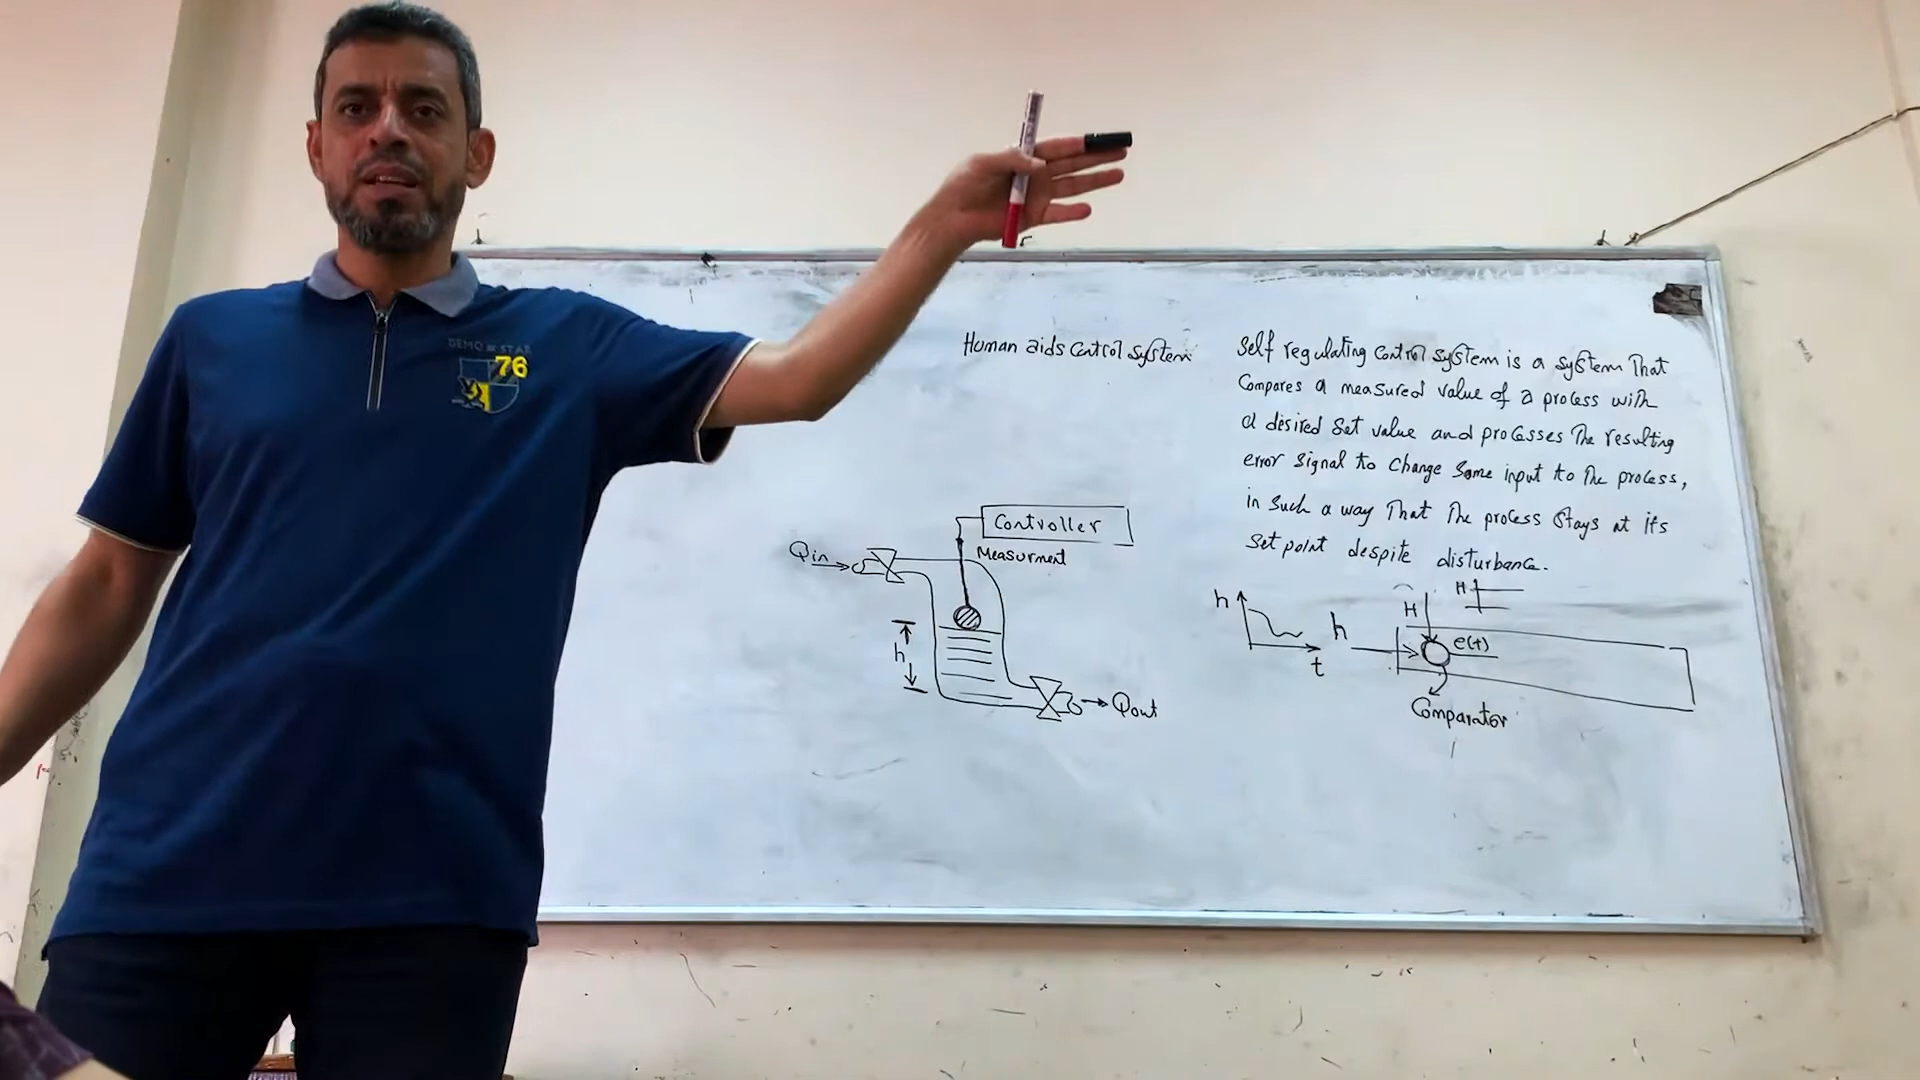 DEMO & STAR
76
Human aids Control System
Self regulating Control System is a System That
Compares a measured value of a process with
a desired Set value and processes The resulting
error Signal to Change Some input to The process,
in Such a way That The process Stays at its
Set point despite disturbance.
Controller
Measurment
Qin
h
Qout
h
t
h
H
H
e(t)
Comparator